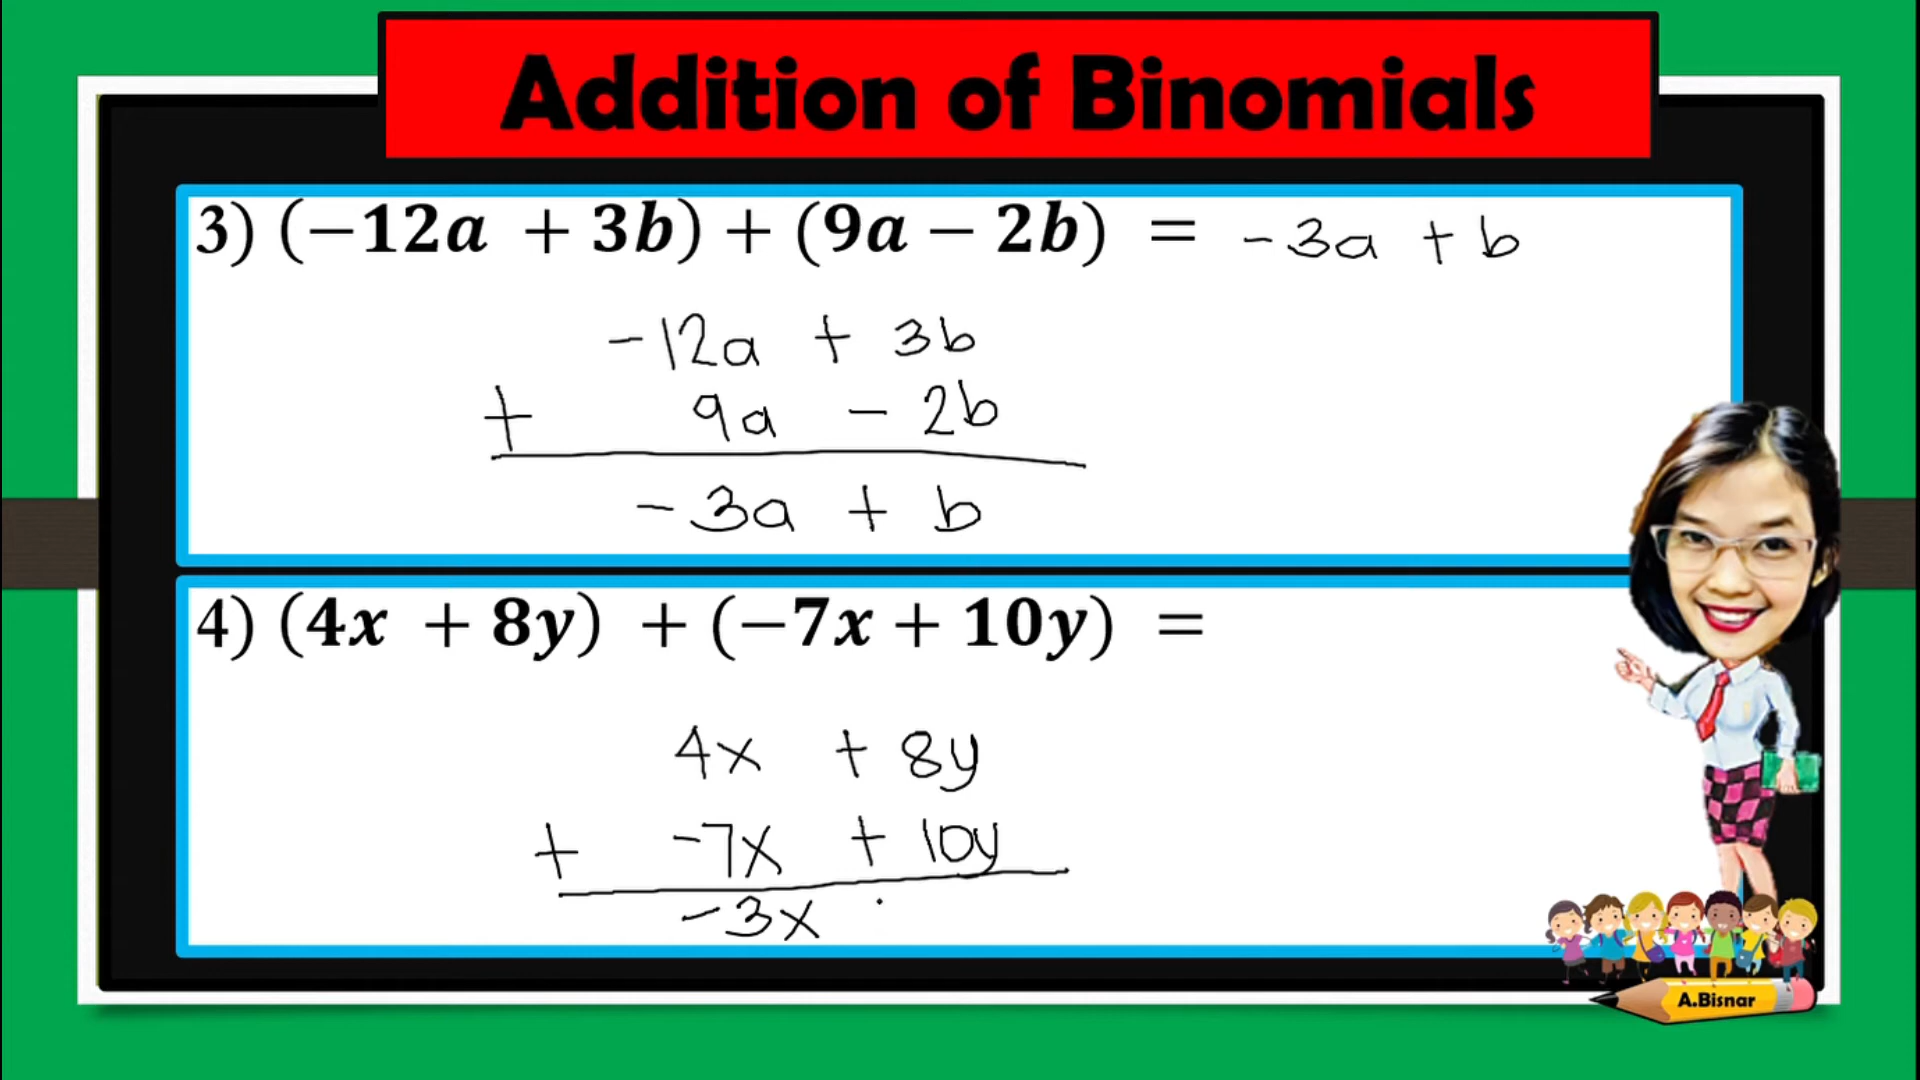 Addition of Binomials
3) (−12a + 3b) + (9a − 2b) = -3a + b
-12a + 3b
+ 9a - 2b
-3a + b
4) (4x + 8y) + (−7x + 10y) =
4x + 8y
+ -7x + 10y
-3x
A.Bisnar